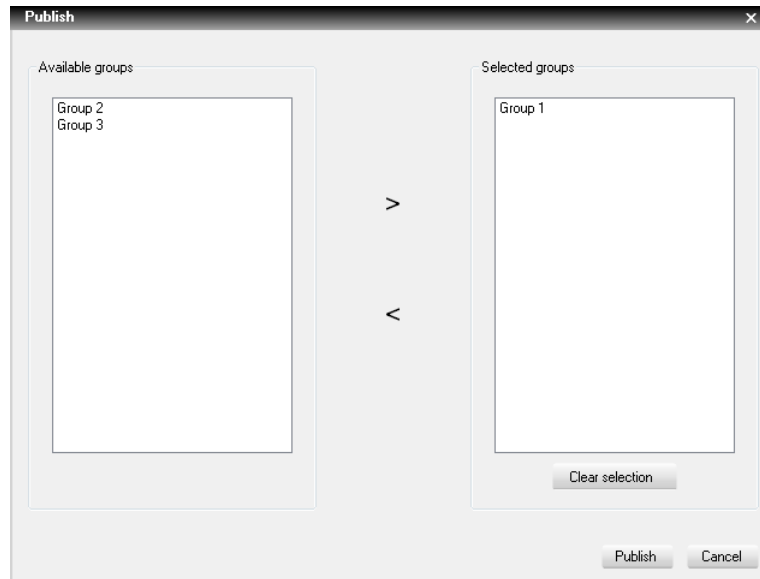 Publish
Available groups
Group 2
Group 3
>
<
Selected groups
Group 1
Clear selection
Publish
Cancel